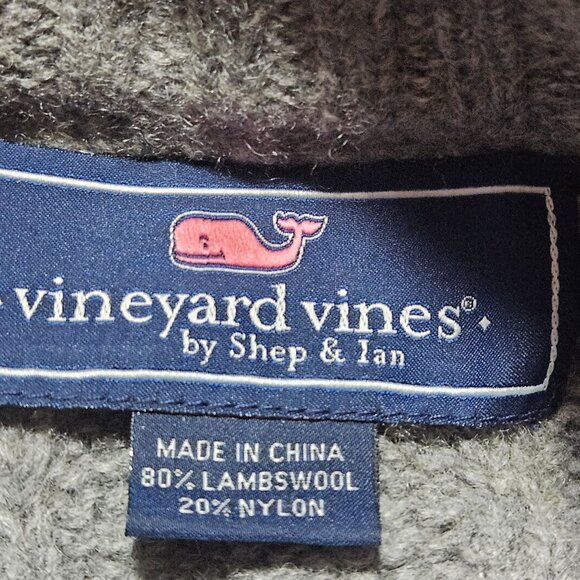 vineyard vines®
by Shep & Ian
MADE IN CHINA
80% LAMBSWOOL
20% NYLON